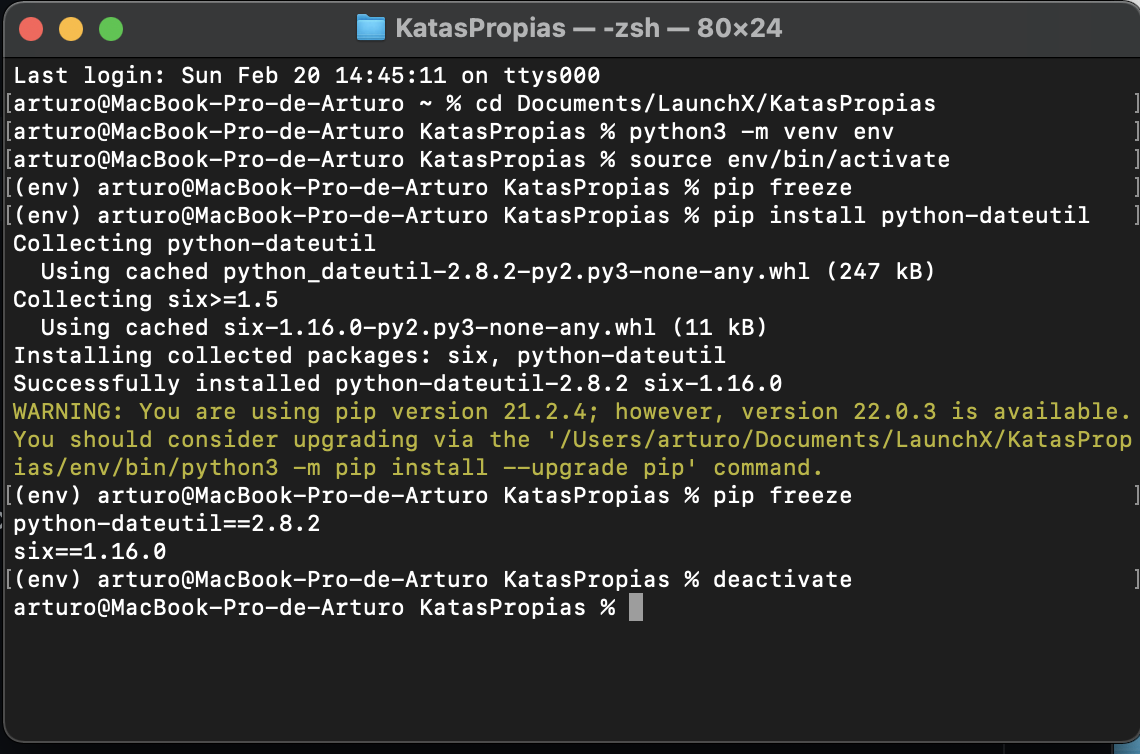 KatasPropias — -zsh — 80×24
Last login: Sun Feb 20 14:45:11 on ttys000
[arturo@MacBook-Pro-de-Arturo ~ % cd Documents/LaunchX/KatasPropias ]
[arturo@MacBook-Pro-de-Arturo KatasPropias % python3 -m venv env ]
[arturo@MacBook-Pro-de-Arturo KatasPropias % source env/bin/activate ]
[(env) arturo@MacBook-Pro-de-Arturo KatasPropias % pip freeze ]
[(env) arturo@MacBook-Pro-de-Arturo KatasPropias % pip install python-dateutil ]
Collecting python-dateutil
  Using cached python_dateutil-2.8.2-py2.py3-none-any.whl (247 kB)
Collecting six>=1.5
  Using cached six-1.16.0-py2.py3-none-any.whl (11 kB)
Installing collected packages: six, python-dateutil
Successfully installed python-dateutil-2.8.2 six-1.16.0
WARNING: You are using pip version 21.2.4; however, version 22.0.3 is available.
You should consider upgrading via the '/Users/arturo/Documents/LaunchX/KatasProp
ias/env/bin/python3 -m pip install --upgrade pip' command.
[(env) arturo@MacBook-Pro-de-Arturo KatasPropias % pip freeze ]
python-dateutil==2.8.2
six==1.16.0
[(env) arturo@MacBook-Pro-de-Arturo KatasPropias % deactivate ]
arturo@MacBook-Pro-de-Arturo KatasPropias %